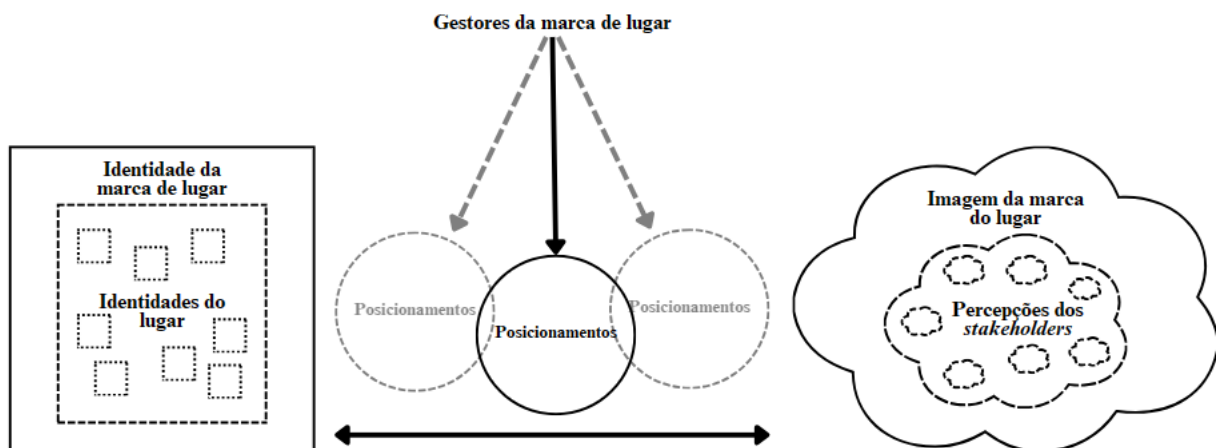 Gestores da marca de lugar
Identidade da
marca de lugar
Identidades do
lugar
Posicionamentos
Posicionamentos
Posicionamentos
Imagem da marca
do lugar
Percepções dos
stakeholders